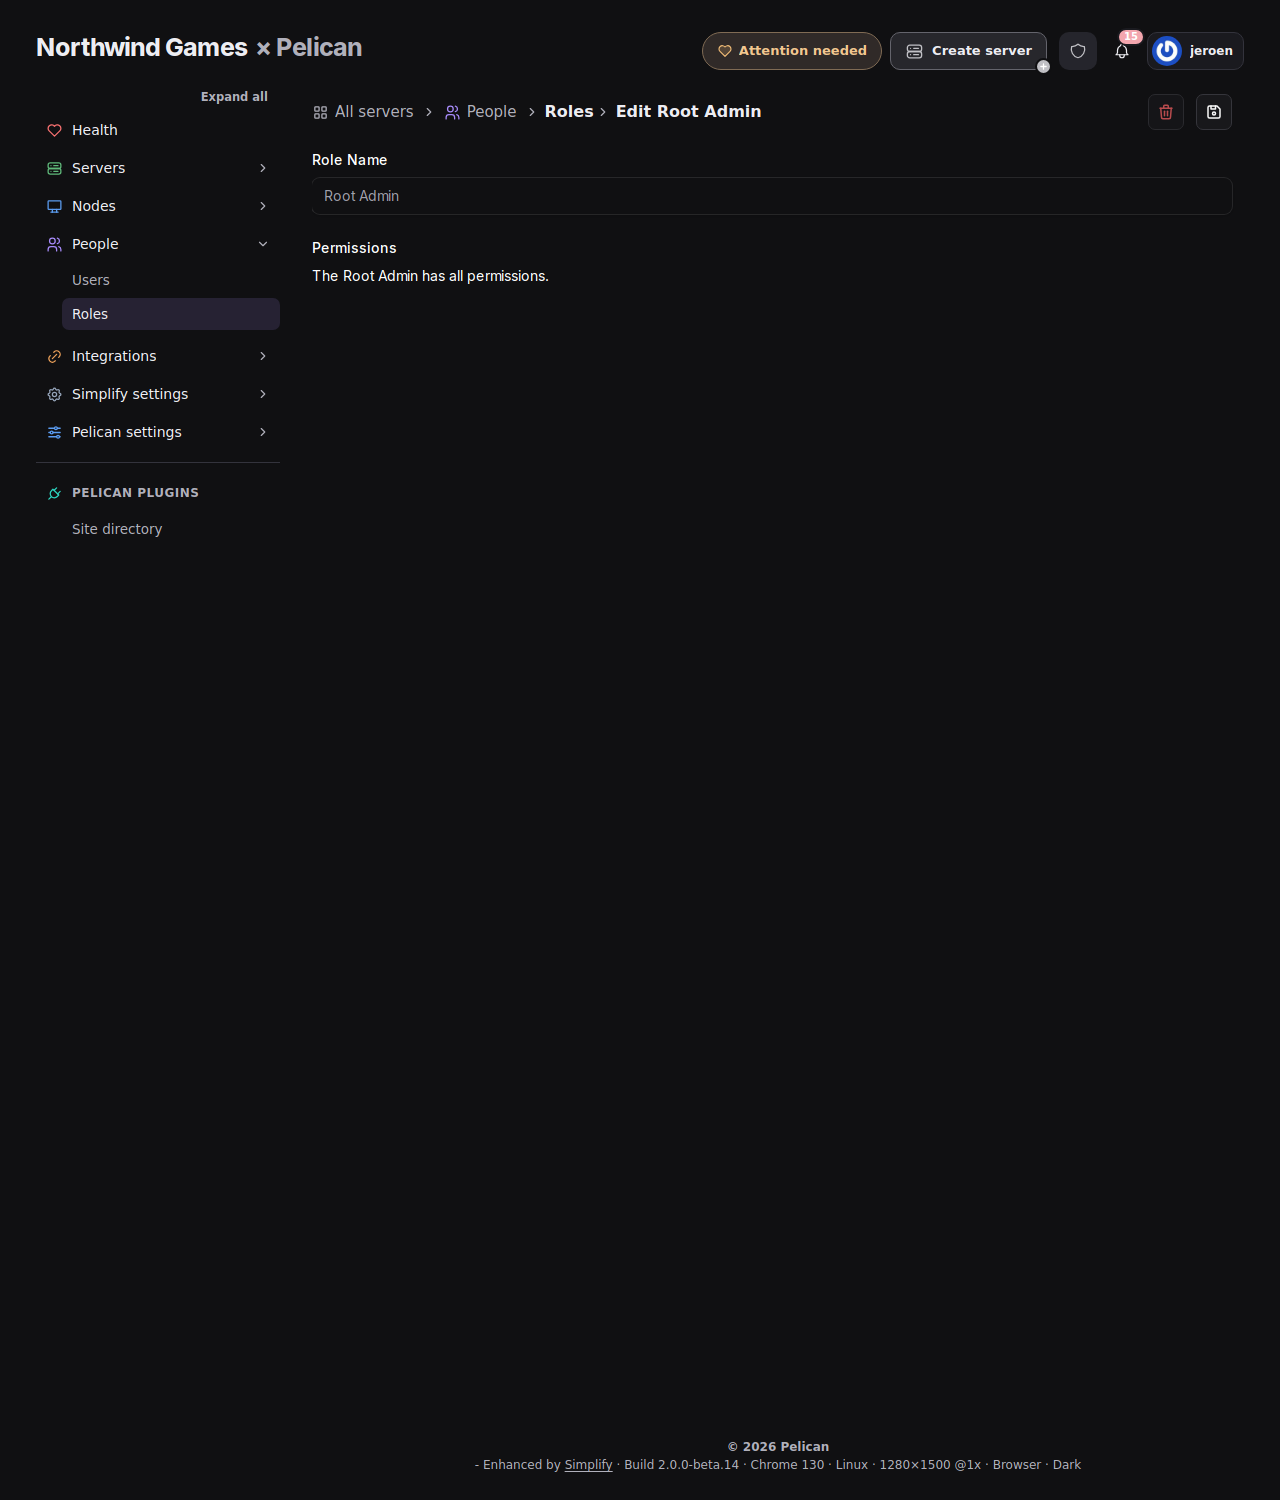 Northwind Games × Pelican
Attention needed
Create server
15
jeroen
Expand all
Health
Servers
Nodes
People
Users
Roles
Integrations
Simplify settings
Pelican settings
PELICAN PLUGINS
Site directory
All servers > People > Roles > Edit Root Admin
Role Name
Root Admin
Permissions
The Root Admin has all permissions.
© 2026 Pelican
- Enhanced by Simplify · Build 2.0.0-beta.14 · Chrome 130 · Linux · 1280×1500 @1x · Browser · Dark